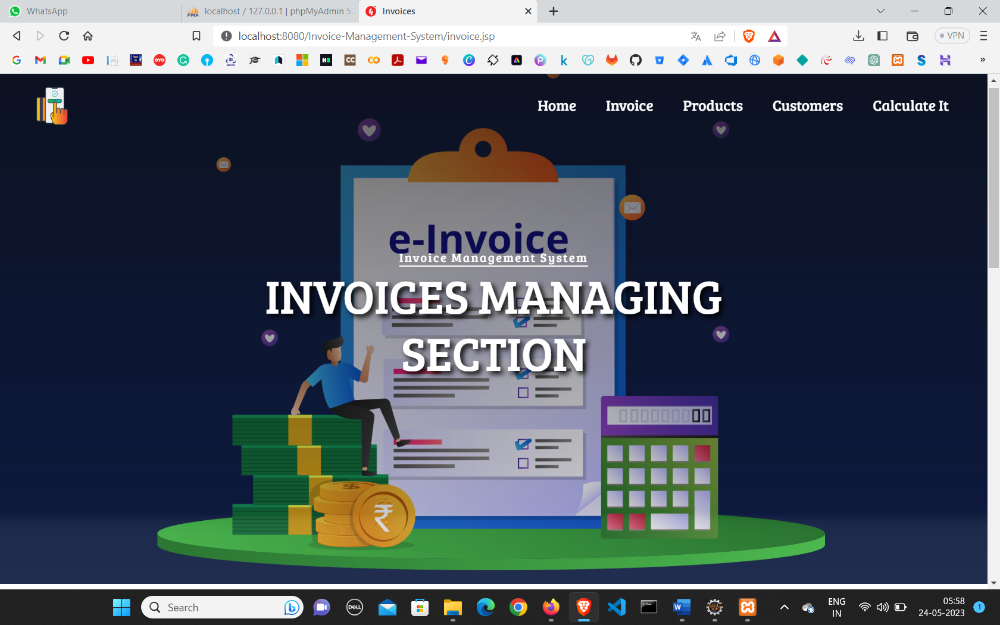 WhatsApp
localhost / 127.0.0.1 | phpMyAdmin 5.
Invoices
localhost:8080/Invoice-Management-System/invoice.jsp
VPN
Home
Invoice
Products
Customers
Calculate It
e-Invoice
Invoice Management System
INVOICES MANAGING
SECTION
Search
DELL
ENG
IN
05:58
24-05-2023
1